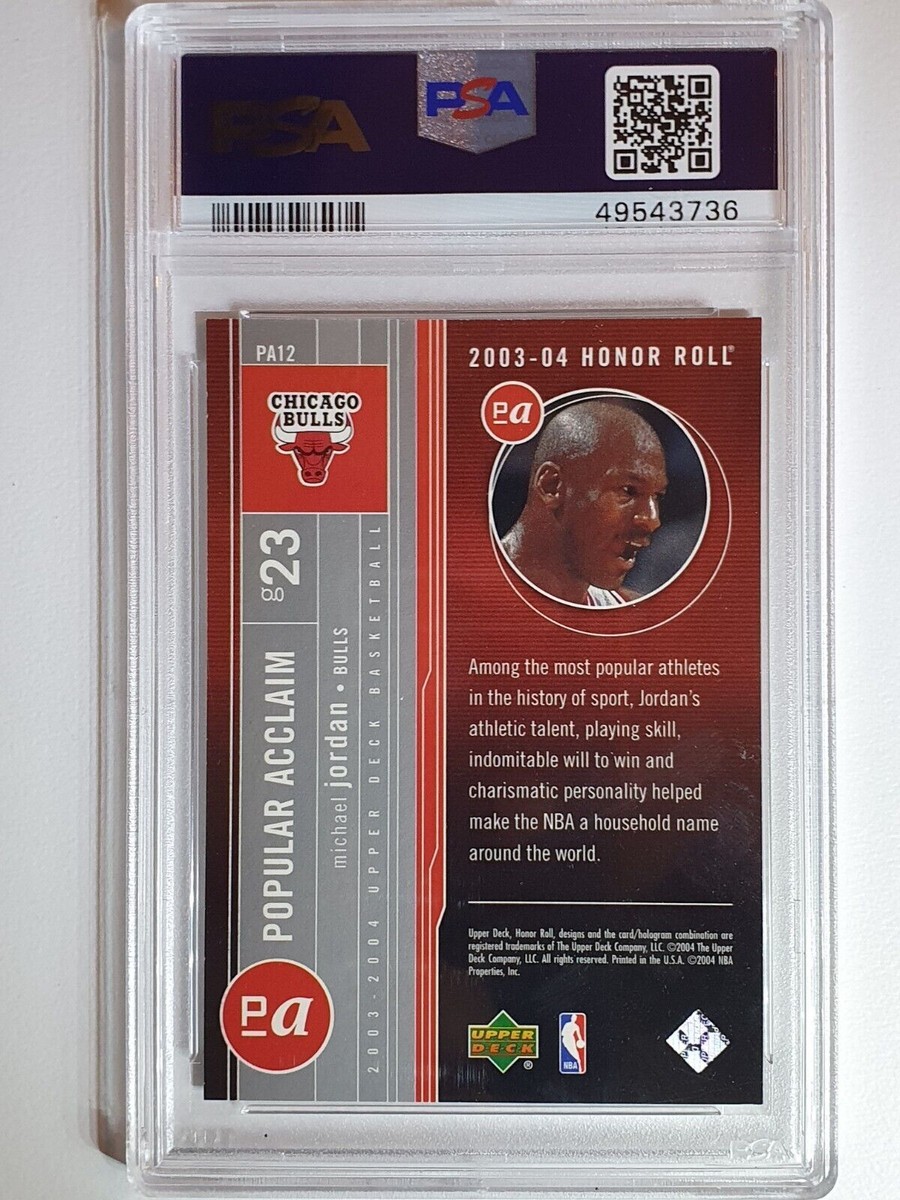 PSA
PSA
49543736
PA12
CHICAGO
BULLS
g.o 23
POPULAR ACCLAIM
michael jordan • BULLS
2003-2004 UPPER DECK BASKETBALL
Pa
2003-04 HONOR ROLL®
Pa
Among the most popular athletes
in the history of sport, Jordan's
athletic talent, playing skill,
indomitable will to win and
charismatic personality helped
make the NBA a household name
around the world.
Upper Deck, Honor Roll, designs and the card/hologram combination are
registered trademarks of The Upper Deck Company, LLC. ©2004 The Upper
Deck Company, LLC. All rights reserved. Printed in the U.S.A. ©2004 NBA
Properties, Inc.
UPPER
DECK
®
NBA
PSA